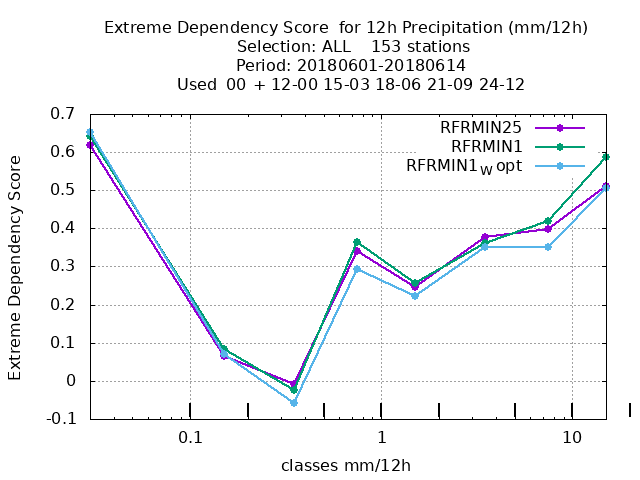 Extreme Dependency Score  for 12h Precipitation (mm/12h)
Selection: ALL    153 stations
Period: 20180601-20180614
Used  00 + 12-00 15-03 18-06 21-09 24-12
RFRMIN25
RFRMIN1
RFRMIN1W opt
Extreme Dependency Score
0.7
0.6
0.5
0.4
0.3
0.2
0.1
0
-0.1
0.1
1
10
classes mm/12h